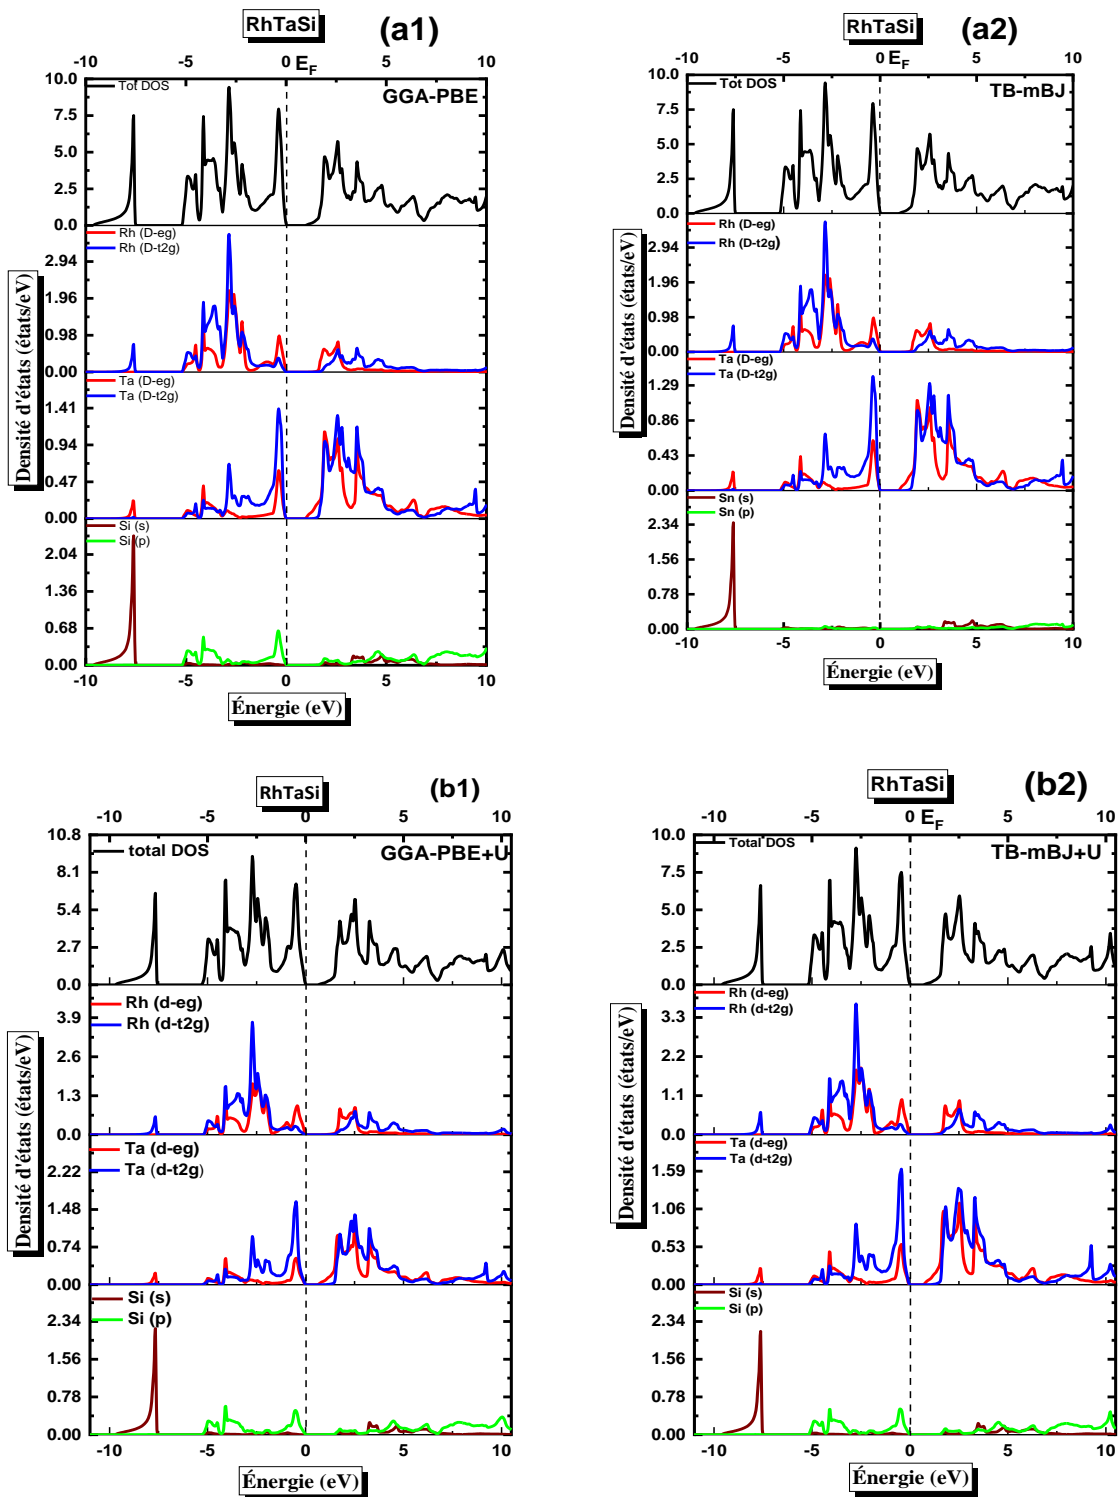 RhTaSi
(a1)
-10 -5 0 E_F 5 10
10.0
7.5
5.0
2.5
0.0
Tot DOS
GGA-PBE
Rh (D-eg)
Rh (D-t2g)
2.94
1.96
0.98
0.00
Ta (D-eg)
Ta (D-t2g)
1.41
0.94
0.47
0.00
Si (s)
Si (p)
2.04
1.36
0.68
0.00
-10 -5 0 5 10
Densité d'états (états/eV)
Énergie (eV)
RhTaSi
(a2)
-10 -5 0 E_F 5 10
10.0
7.5
5.0
2.5
0.0
Tot DOS
TB-mBJ
Rh (D-eg)
Rh (D-t2g)
2.94
1.96
0.98
0.00
Ta (D-eg)
Ta (D-t2g)
1.29
0.86
0.43
0.00
Sn (s)
Sn (p)
2.34
1.56
0.78
0.00
-10 -5 0 5 10
Densité d'états (états/eV)
Énergie (eV)
RhTaSi
(b1)
-10 -5 0 5 10
10.8
8.1
5.4
2.7
0.0
total DOS
GGA-PBE+U
Rh (d-eg)
Rh (d-t2g)
3.9
2.6
1.3
0.0
Ta (d-eg)
Ta (d-t2g)
2.22
1.48
0.74
0.00
Si (s)
Si (p)
2.34
1.56
0.78
0.00
-10 -5 0 5 10
Densité d'états (états/eV)
Énergie (eV)
RhTaSi
(b2)
-10 -5 0 E_F 5 10
10.0
7.5
5.0
2.5
0.0
Total DOS
TB-mBJ+U
Rh (d-eg)
Rh (d-t2g)
3.3
2.2
1.1
0.0
Ta (d-eg)
Ta (d-t2g)
1.59
1.06
0.53
0.00
Si (s)
Si (p)
2.34
1.56
0.78
0.00
-10 -5 0 5 10
Densité d'états (états/eV)
Énergie (eV)